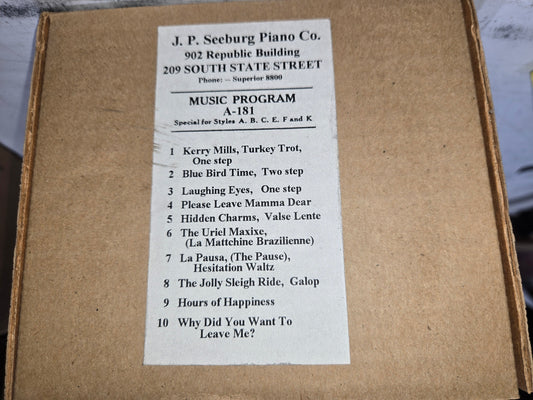 J. P. Seeburg Piano Co.
902 Republic Building
209 SOUTH STATE STREET
Phone: — Superior 8800
MUSIC PROGRAM
A-181
Special for Styles A. B. C. E. F and K
1 Kerry Mills, Turkey Trot,
One step
2 Blue Bird Time, Two step
3 Laughing Eyes, One step
4 Please Leave Mamma Dear
5 Hidden Charms, Valse Lente
6 The Uriel Maxixe,
(La Mattchine Brazilienne)
7 La Pausa, (The Pause),
Hesitation Waltz
8 The Jolly Sleigh Ride, Galop
9 Hours of Happiness
10 Why Did You Want To
Leave Me?